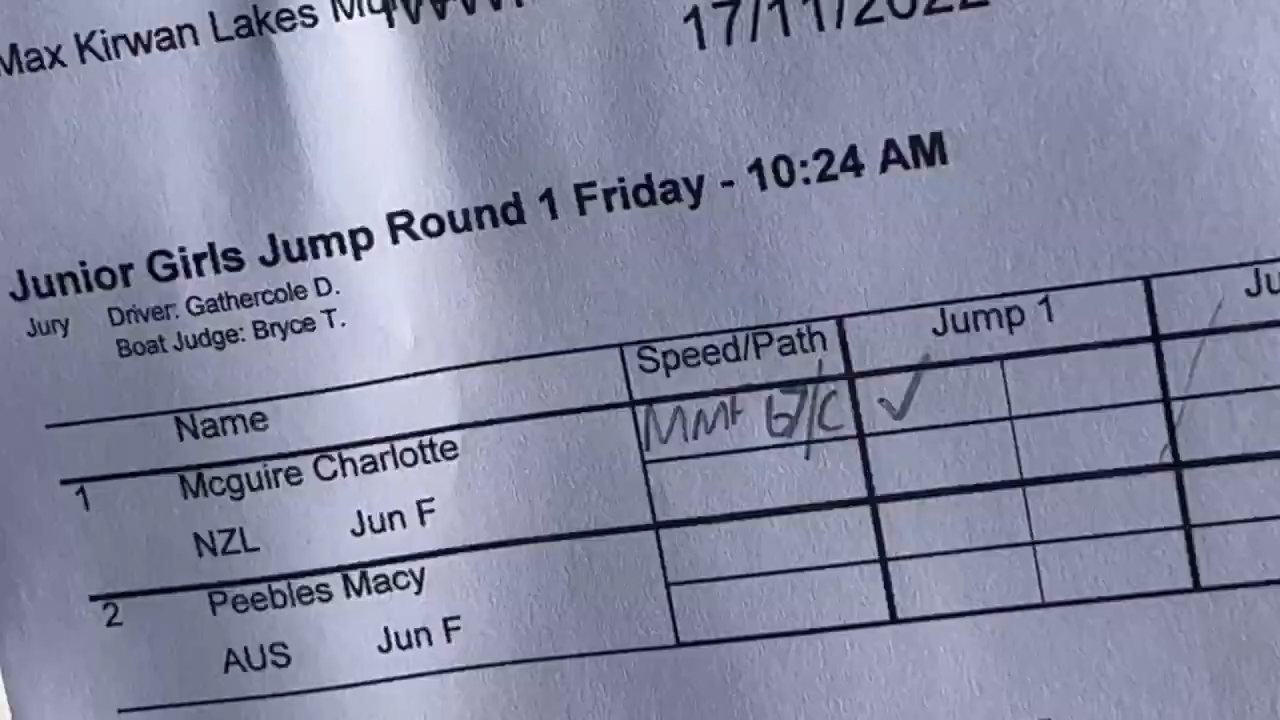 Max Kirwan Lakes
17/11/2022
Junior Girls Jump Round 1 Friday - 10:24 AM
Jury Driver: Gathercole D.
Boat Judge: Bryce T.
Name Speed/Path Jump 1 Ju
1 Mcguire Charlotte ✓
NZL Jun F
2 Peebles Macy
AUS Jun F